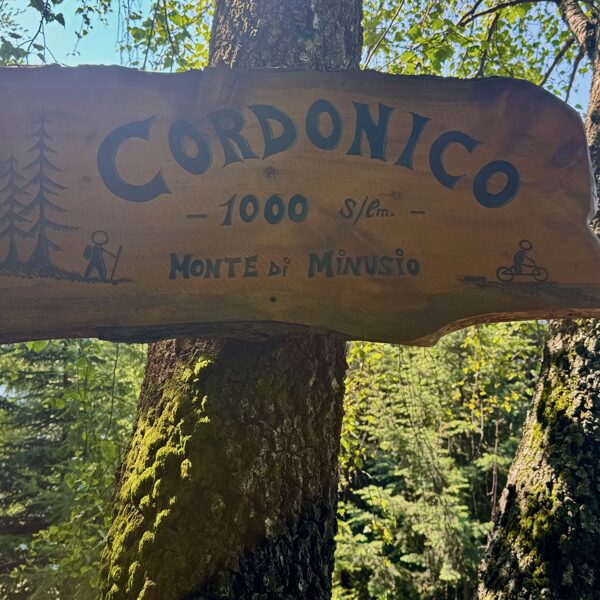 CORDONICO
- 1000 s/lm. -
MONTE Di MiNUSiO